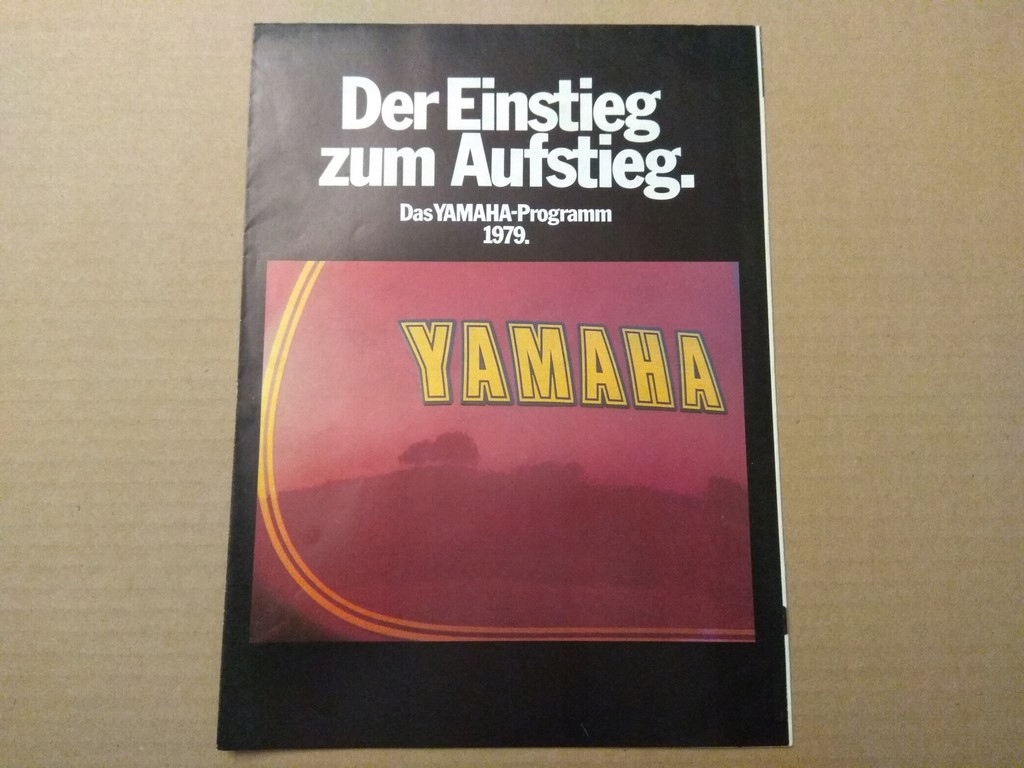 Der Einstieg
zum Aufstieg.
Das YAMAHA-Programm
1979.
YAMAHA